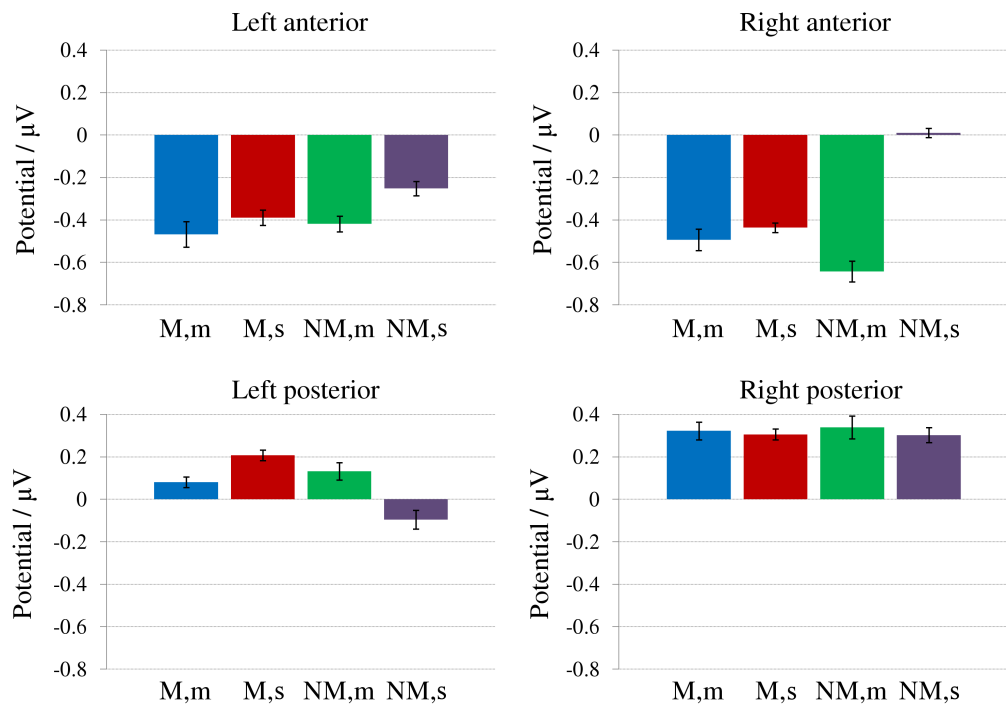 Left anterior
Potential / µV
0.4
0.2
0
-0.2
-0.4
-0.6
-0.8
M,m M,s NM,m NM,s
Right anterior
Potential / µV
0.4
0.2
0
-0.2
-0.4
-0.6
-0.8
M,m M,s NM,m NM,s
Left posterior
Potential / µV
0.4
0.2
0
-0.2
-0.4
-0.6
-0.8
M,m M,s NM,m NM,s
Right posterior
Potential / µV
0.4
0.2
0
-0.2
-0.4
-0.6
-0.8
M,m M,s NM,m NM,s